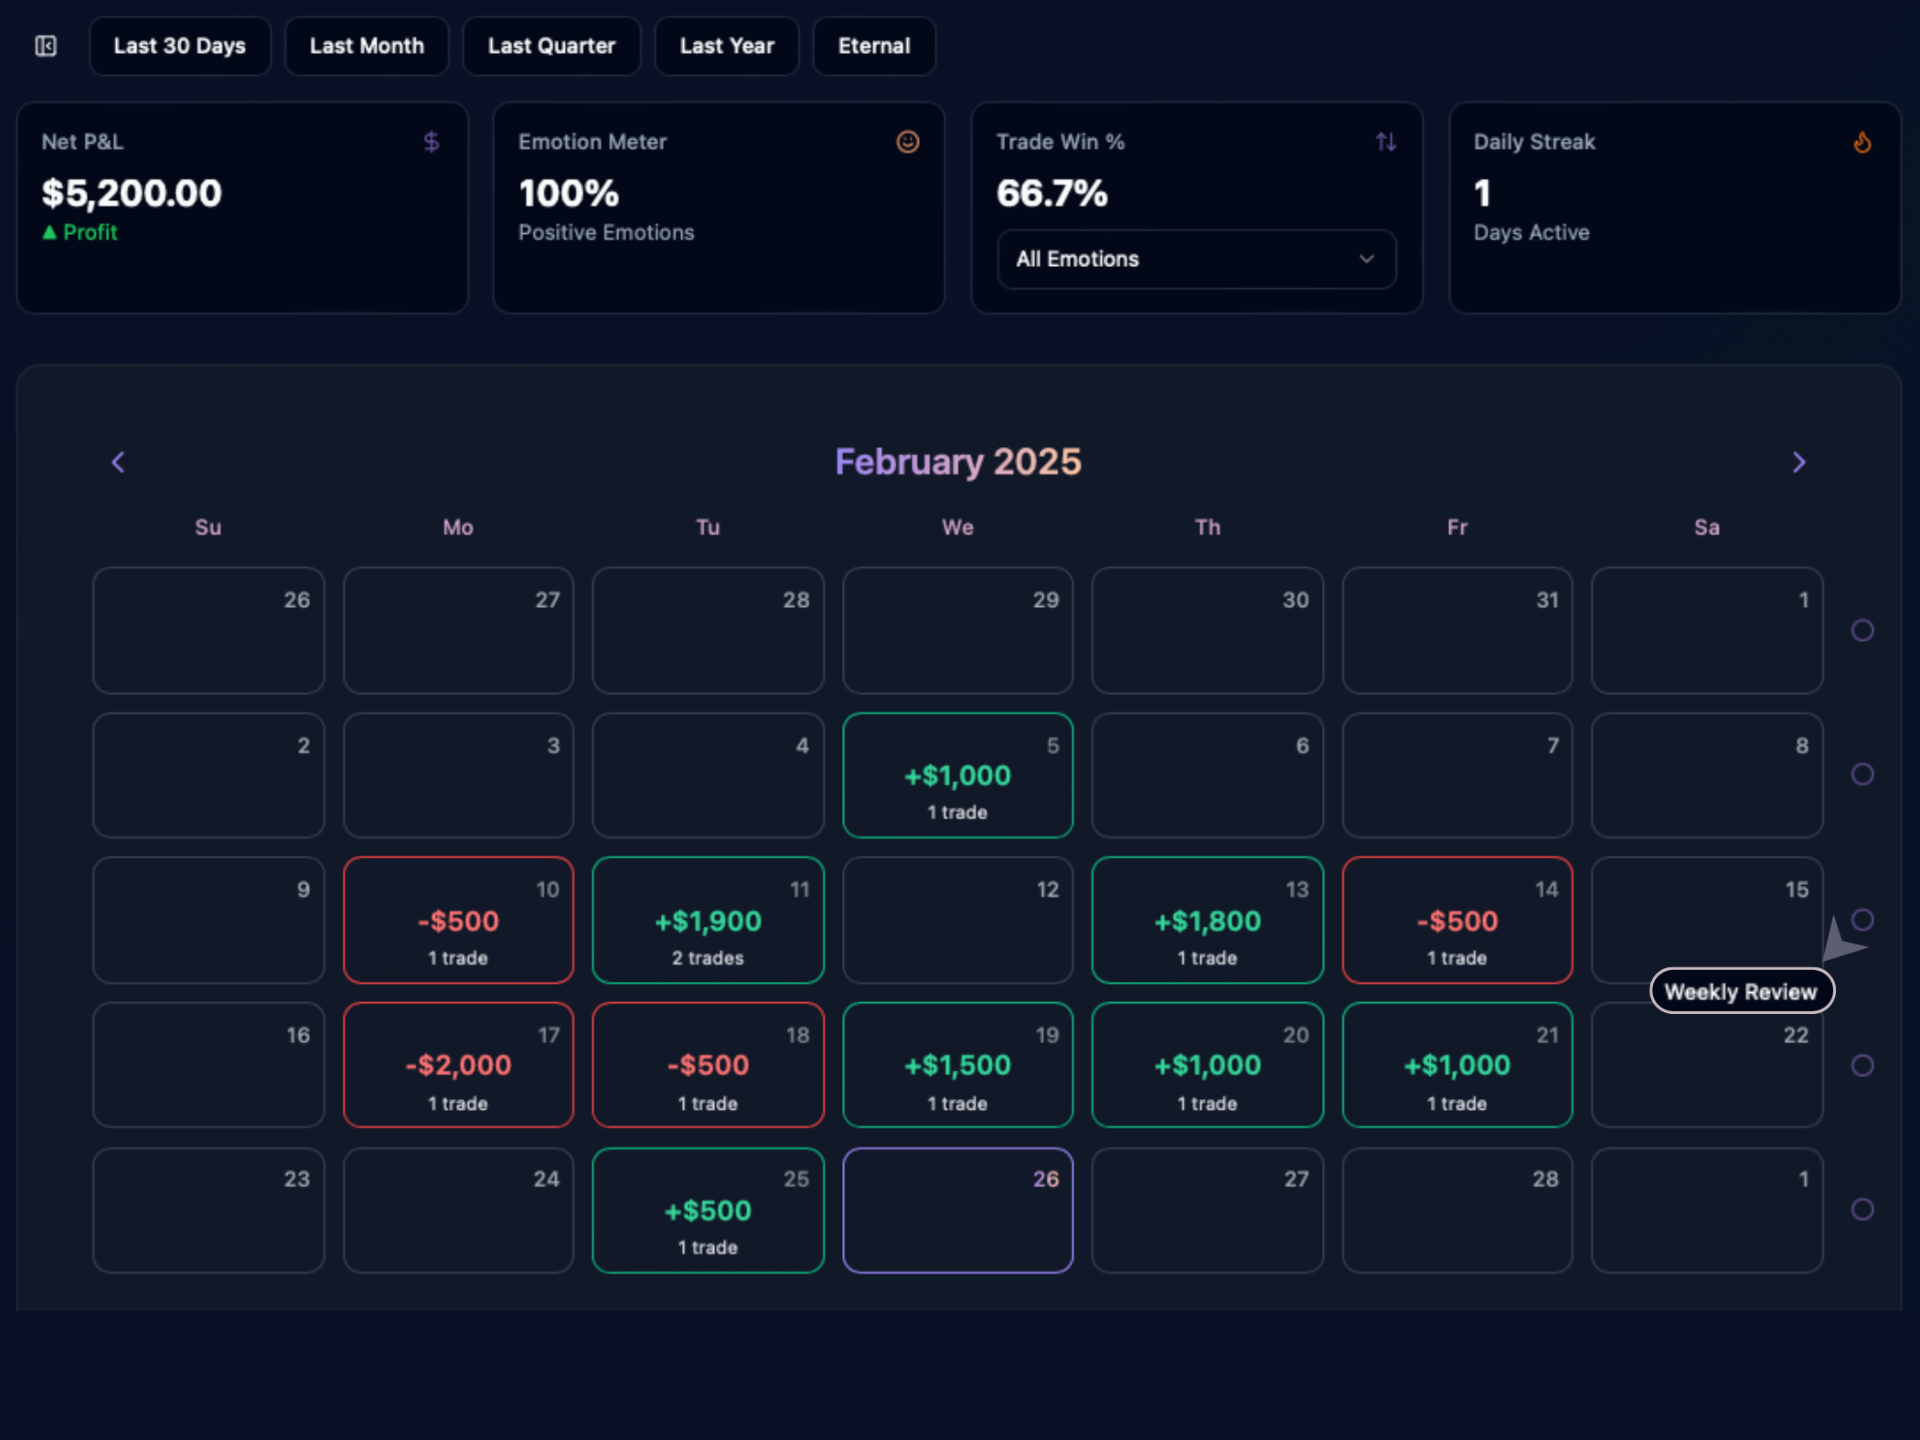 Last 30 Days
Last Month
Last Quarter
Last Year
Eternal
Net P&L
$
$5,200.00
Profit
Emotion Meter
100%
Positive Emotions
Trade Win %
66.7%
All Emotions
Daily Streak
1
Days Active
February 2025
Su Mo Tu We Th Fr Sa
26 27 28 29 30 31 1
2 3 4 5 6 7 8
+$1,000
1 trade
9 10 11 12 13 14 15
-$500 +$1,900 +$1,800 -$500
1 trade 2 trades 1 trade 1 trade
Weekly Review
16 17 18 19 20 21 22
-$2,000 -$500 +$1,500 +$1,000 +$1,000
1 trade 1 trade 1 trade 1 trade 1 trade
23 24 25 26 27 28 1
+$500
1 trade